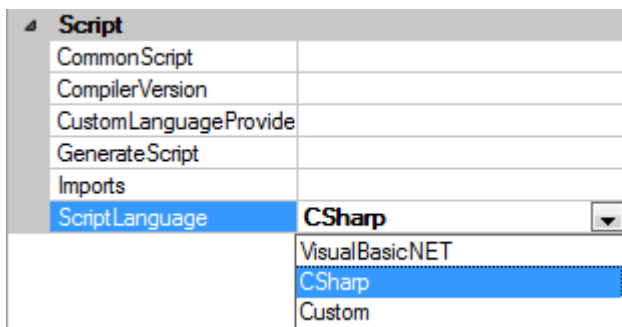 Script
CommonScript
CompilerVersion
CustomLanguageProvide
GenerateScript
Imports
ScriptLanguage CSharp
VisualBasicNET
CSharp
Custom